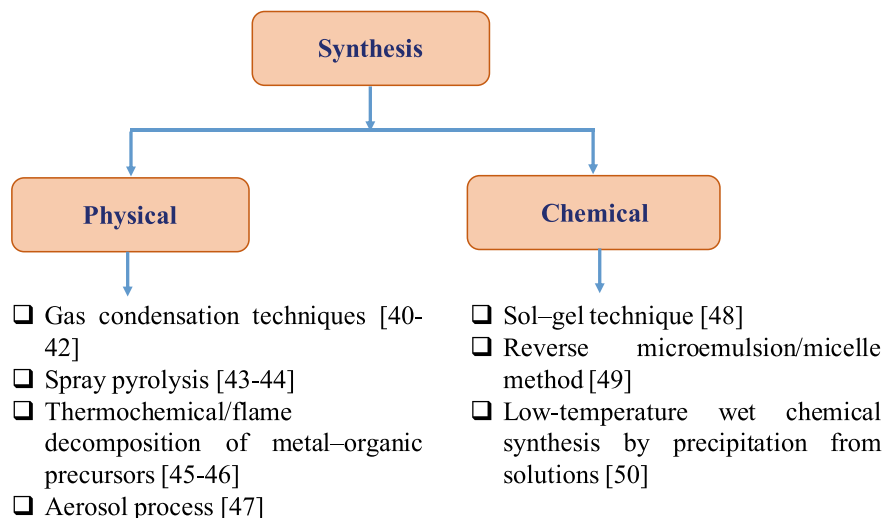 Synthesis
Physical
Chemical
❑ Gas condensation techniques [40-
42]
❑ Spray pyrolysis [43-44]
❑ Thermochemical/flame
decomposition of metal–organic
precursors [45-46]
❑ Aerosol process [47]
❑ Sol–gel technique [48]
❑ Reverse microemulsion/micelle
method [49]
❑ Low-temperature wet chemical
synthesis by precipitation from
solutions [50]